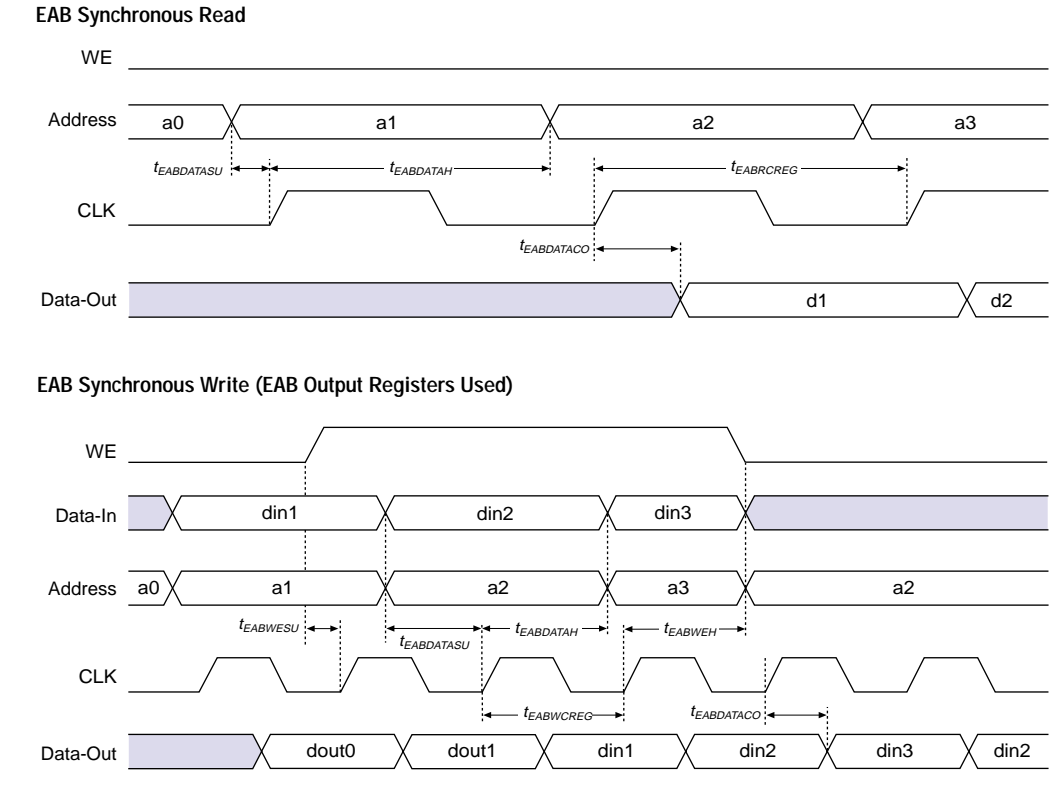 EAB Synchronous Read
WE
Address a0 a1 a2 a3
tEABDATASU tEABDATAH tEABRCREG
CLK
tEABDATACO
Data-Out d1 d2
EAB Synchronous Write (EAB Output Registers Used)
WE
Data-In din1 din2 din3
Address a0 a1 a2 a3 a2
tEABWESU tEABDATASU tEABDATAH tEABWEH
CLK
tEABWCREG tEABDATACO
Data-Out dout0 dout1 din1 din2 din3 din2